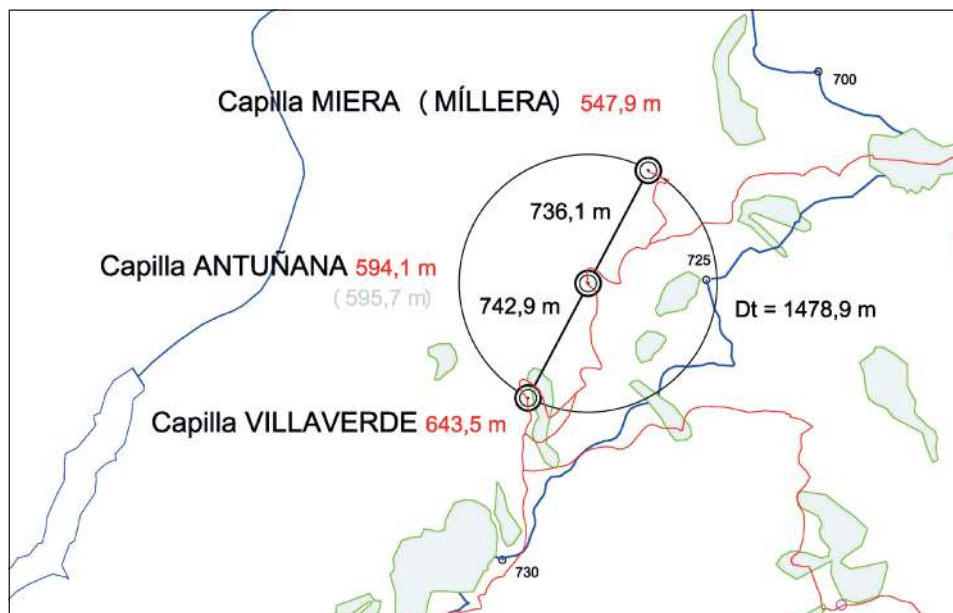 700
Capilla MIERA ( MÍLLERA) 547,9 m
736,1 m
Capilla ANTUÑANA 594,1 m
(595,7 m)
725
742,9 m
Dt = 1478,9 m
Capilla VILLAVERDE 643,5 m
730